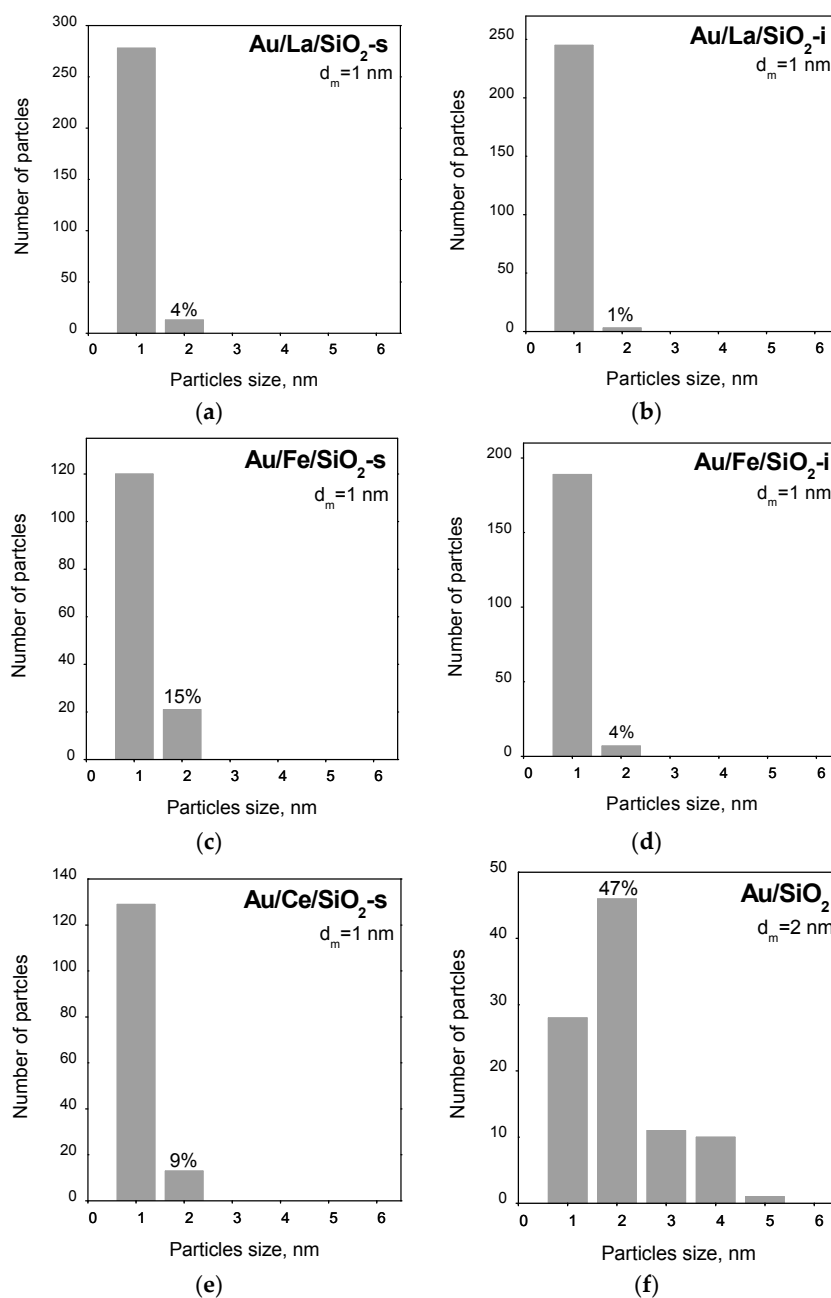 Au/La/SiO₂-s
dₘ=1 nm
300
250
200
150
100
50
0
Number of partcles
4%
0 1 2 3 4 5 6
Particles size, nm
(a)
Au/La/SiO₂-i
dₘ=1 nm
250
200
150
100
50
0
Number of partcles
1%
0 1 2 3 4 5 6
Particles size, nm
(b)
Au/Fe/SiO₂-s
dₘ=1 nm
120
100
80
60
40
20
0
Number of partcles
15%
0 1 2 3 4 5 6
Particles size, nm
(c)
Au/Fe/SiO₂-i
dₘ=1 nm
200
150
100
50
0
Number of partcles
4%
0 1 2 3 4 5 6
Particles size, nm
(d)
Au/Ce/SiO₂-s
dₘ=1 nm
140
120
100
80
60
40
20
0
Number of partcles
9%
0 1 2 3 4 5 6
Particles size, nm
(e)
Au/SiO₂
dₘ=2 nm
50
40
30
20
10
0
Number of partcles
47%
0 1 2 3 4 5 6
Particles size, nm
(f)